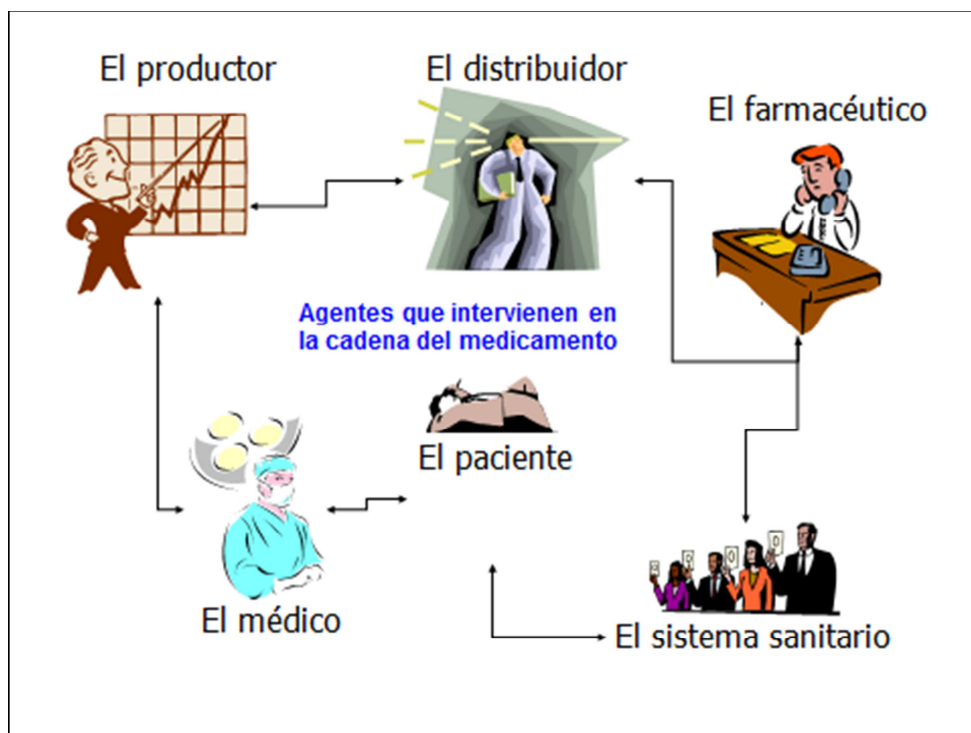 El productor
El distribuidor
El farmacéutico
Agentes que intervienen en
la cadena del medicamento
El paciente
El médico
El sistema sanitario